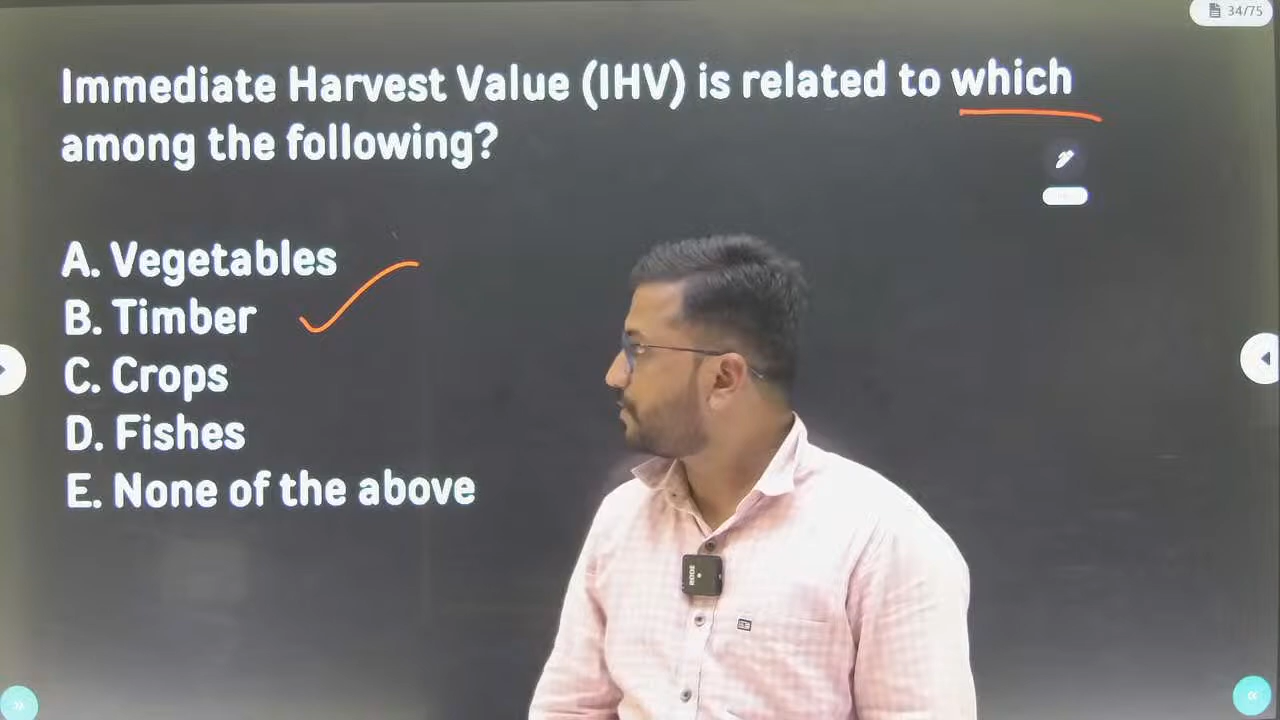 34/75
Immediate Harvest Value (IHV) is related to which
among the following?
A. Vegetables
B. Timber
C. Crops
D. Fishes
E. None of the above
RODE